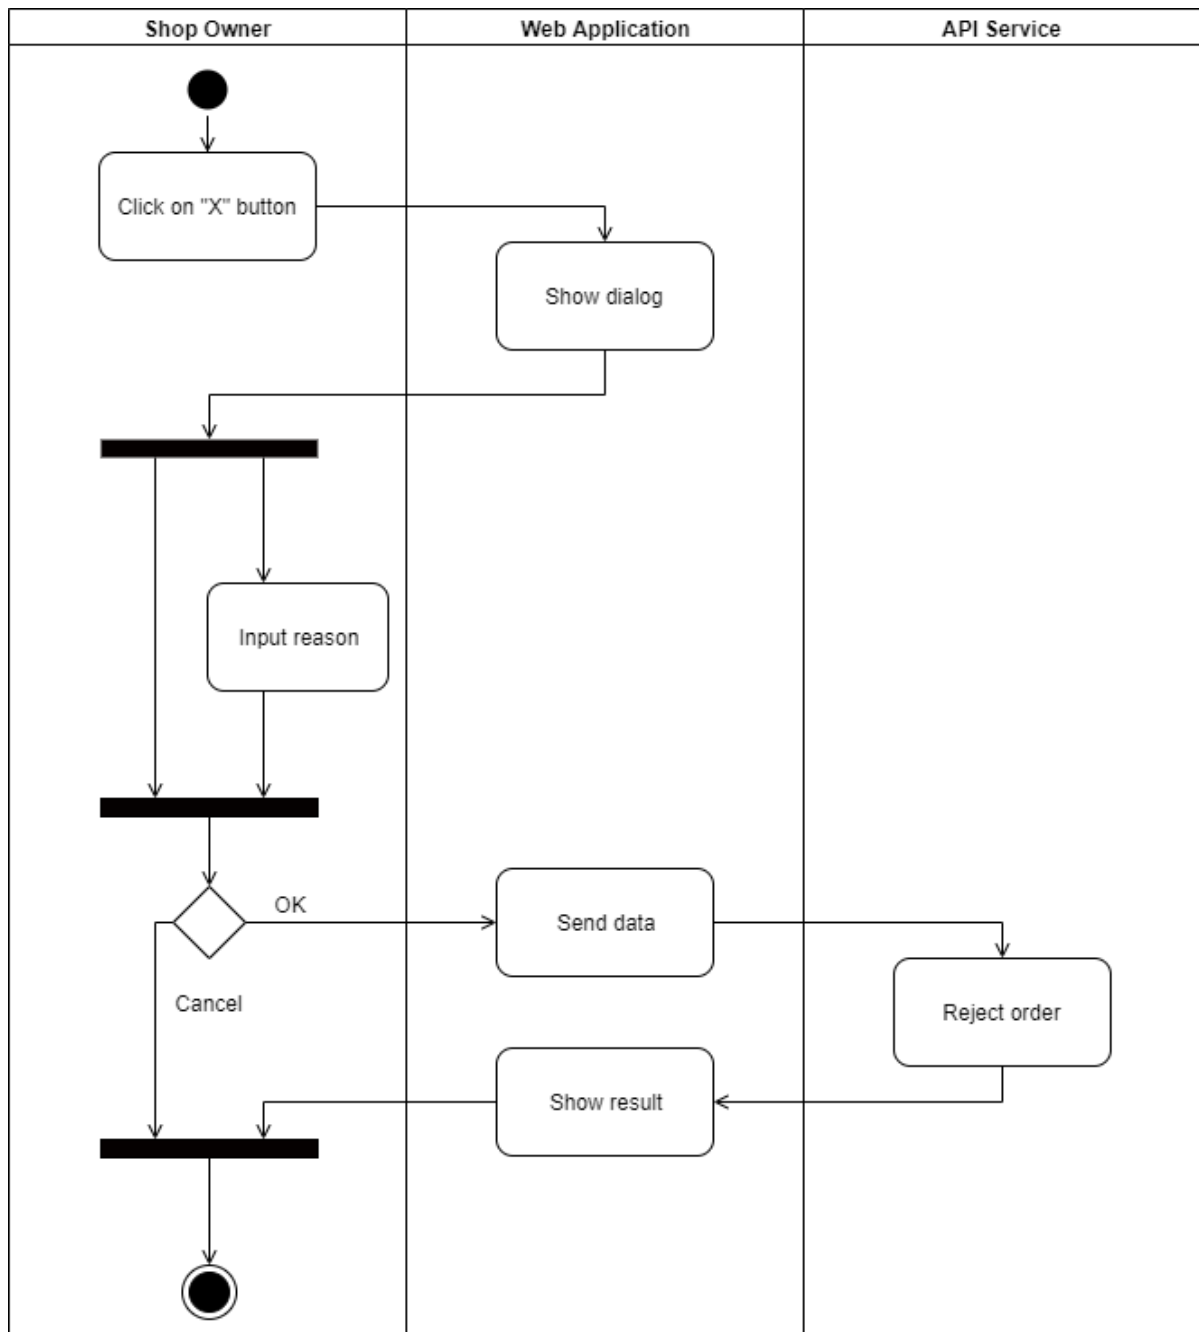 Shop Owner
Web Application
API Service
Click on "X" button
Show dialog
Input reason
OK
Send data
Cancel
Reject order
Show result